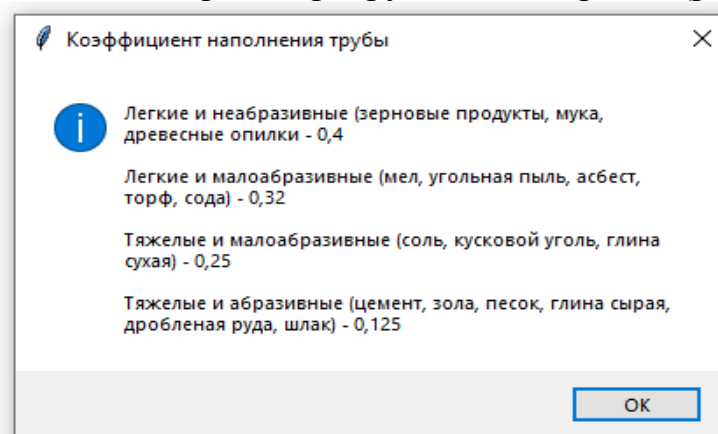 Коэффициент наполнения трубы
Легкие и неабразивные (зерновые продукты, мука,
древесные опилки - 0,4
Легкие и малоабразивные (мел, угольная пыль, асбест,
торф, сода) - 0,32
Тяжелые и малоабразивные (соль, кусковой уголь, глина
сухая) - 0,25
Тяжелые и абразивные (цемент, зола, песок, глина сырая,
дробленая руда, шлак) - 0,125
ОК